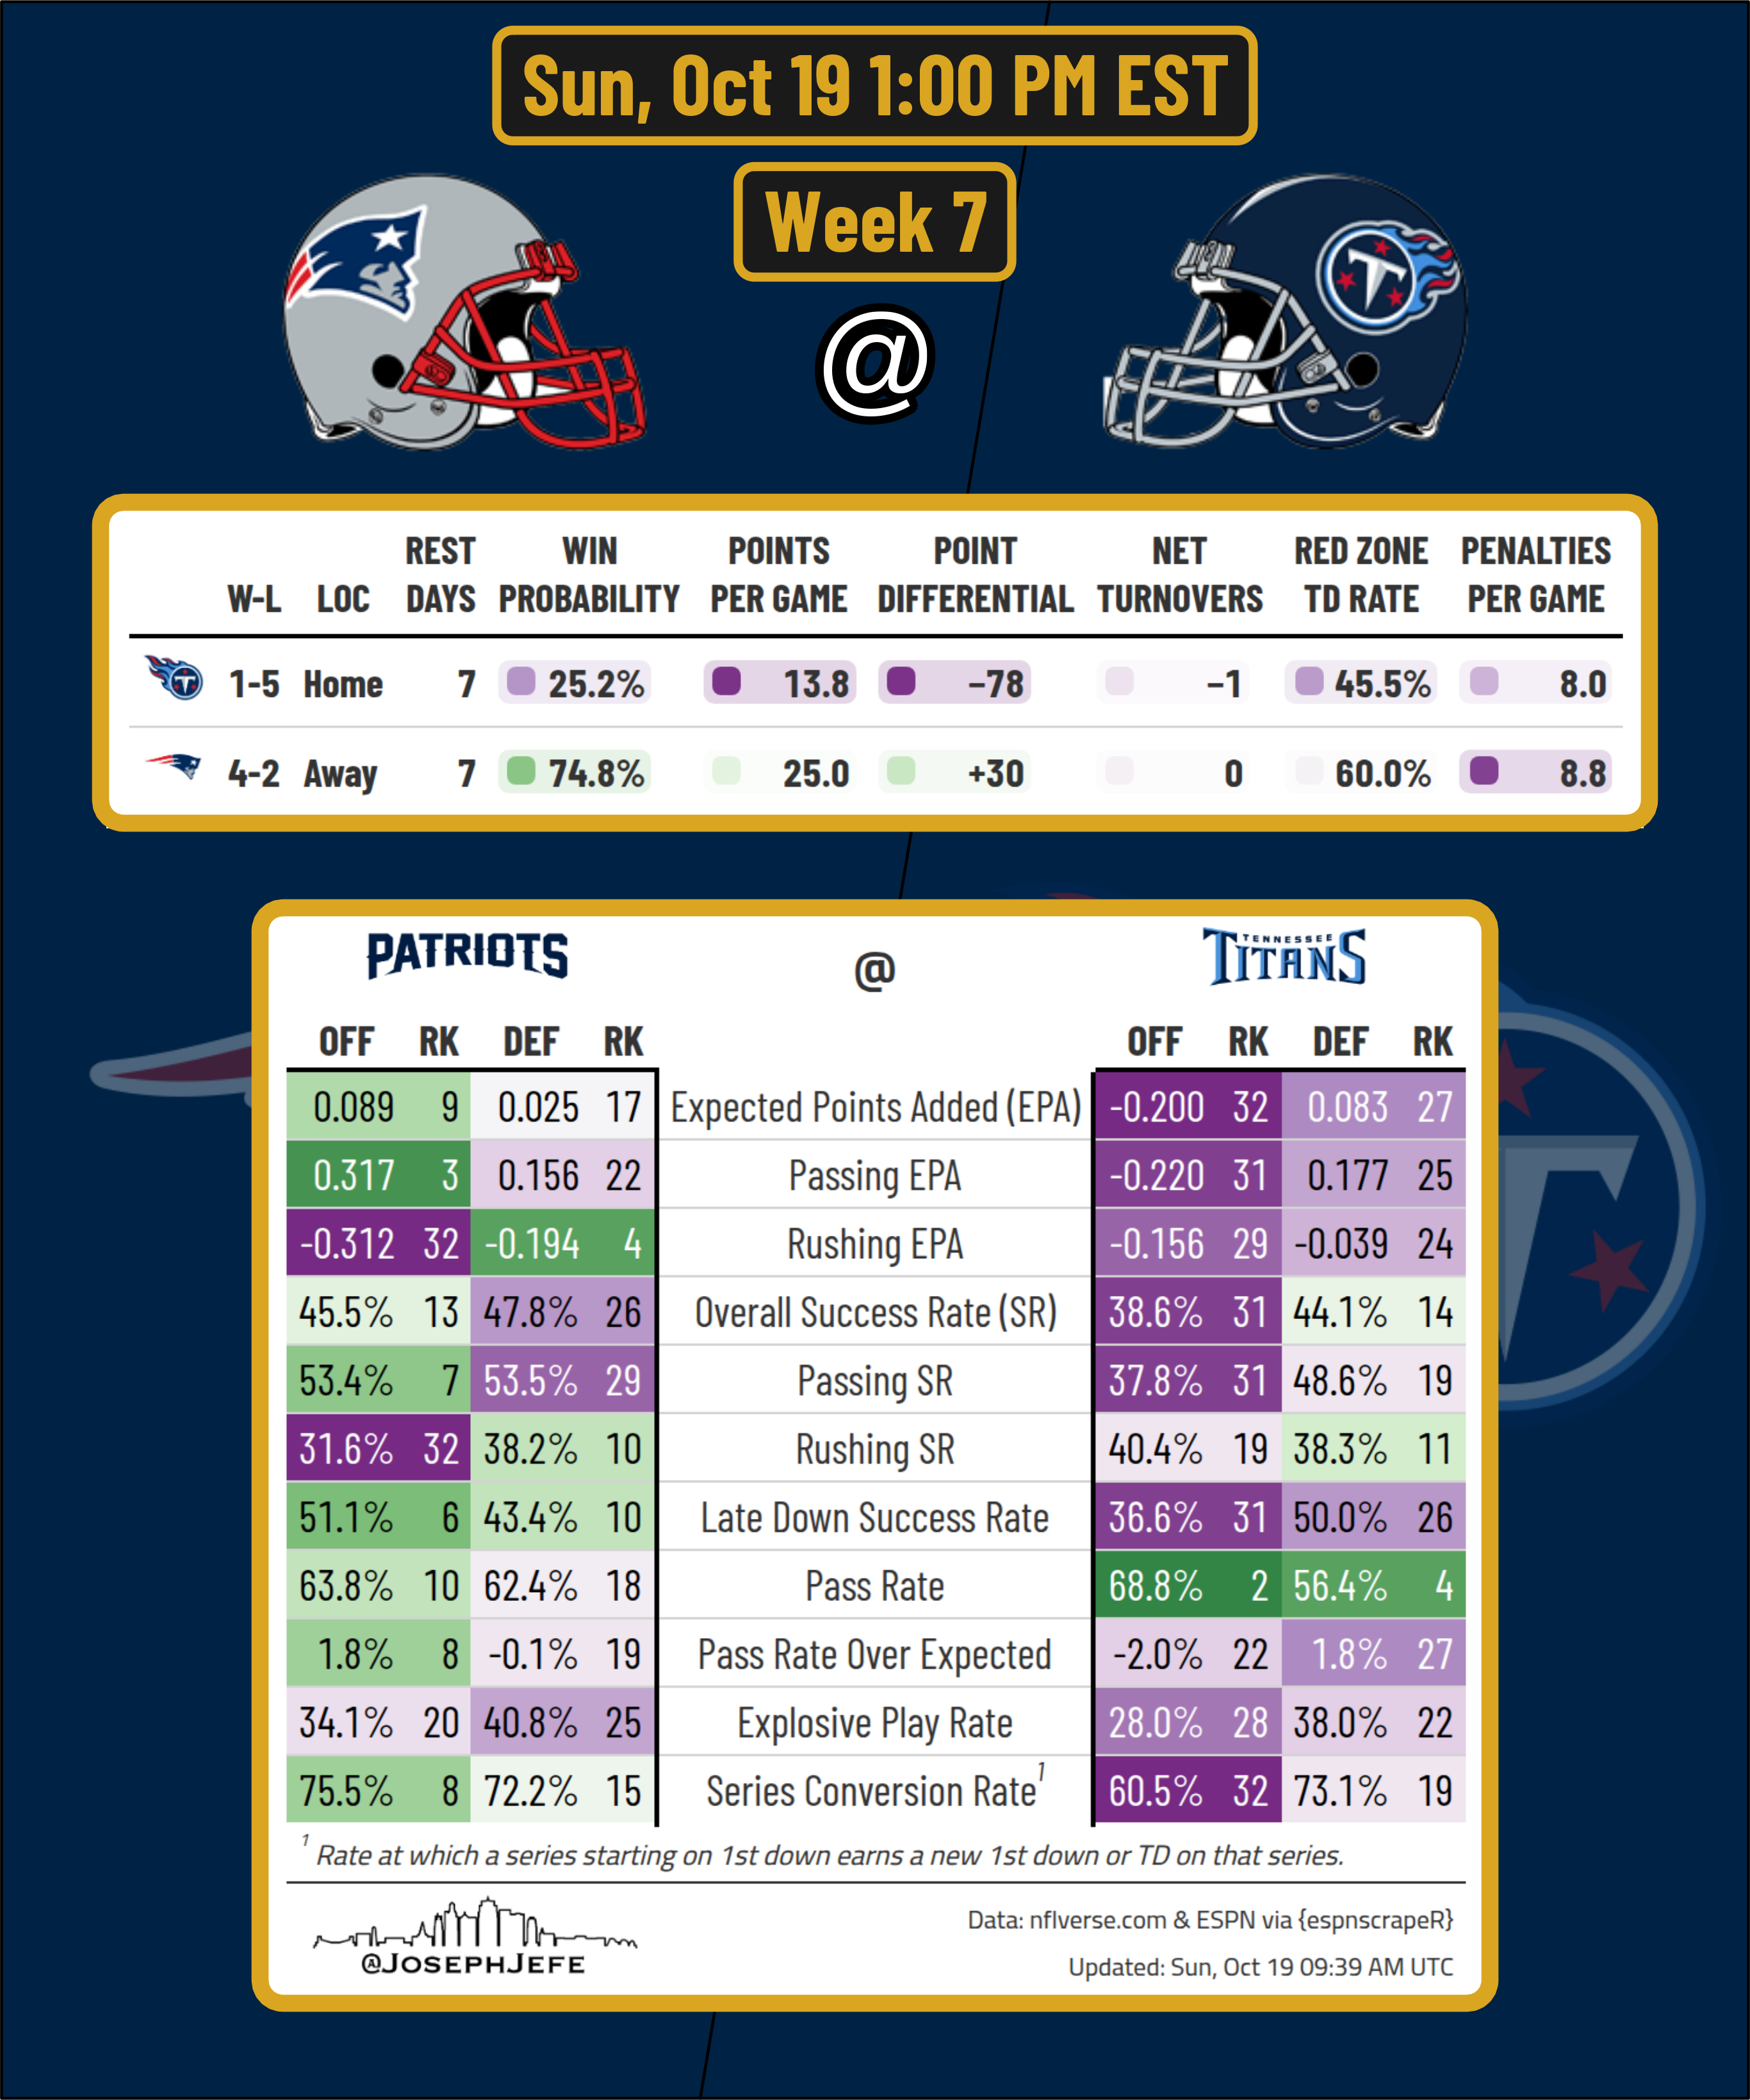 Sun, Oct 19 1:00 PM EST
Week 7
@
W-L LOC REST DAYS WIN PROBABILITY POINTS PER GAME POINT DIFFERENTIAL NET TURNOVERS RED ZONE TD RATE PENALTIES PER GAME
1-5 Home 7 25.2% 13.8 −78 −1 45.5% 8.0
4-2 Away 7 74.8% 25.0 +30 0 60.0% 8.8
PATRIOTS @ TENNESSEE TITANS
OFF RK DEF RK OFF RK DEF RK
0.089 9 0.025 17 Expected Points Added (EPA) -0.200 32 0.083 27
0.317 3 0.156 22 Passing EPA -0.220 31 0.177 25
-0.312 32 -0.194 4 Rushing EPA -0.156 29 -0.039 24
45.5% 13 47.8% 26 Overall Success Rate (SR) 38.6% 31 44.1% 14
53.4% 7 53.5% 29 Passing SR 37.8% 31 48.6% 19
31.6% 32 38.2% 10 Rushing SR 40.4% 19 38.3% 11
51.1% 6 43.4% 10 Late Down Success Rate 36.6% 31 50.0% 26
63.8% 10 62.4% 18 Pass Rate 68.8% 2 56.4% 4
1.8% 8 -0.1% 19 Pass Rate Over Expected -2.0% 22 1.8% 27
34.1% 20 40.8% 25 Explosive Play Rate 28.0% 28 38.0% 22
75.5% 8 72.2% 15 Series Conversion Rate¹ 60.5% 32 73.1% 19
¹ Rate at which a series starting on 1st down earns a new 1st down or TD on that series.
@JOSEPHJEFE
Data: nflverse.com & ESPN via {espnscrapeR}
Updated: Sun, Oct 19 09:39 AM UTC